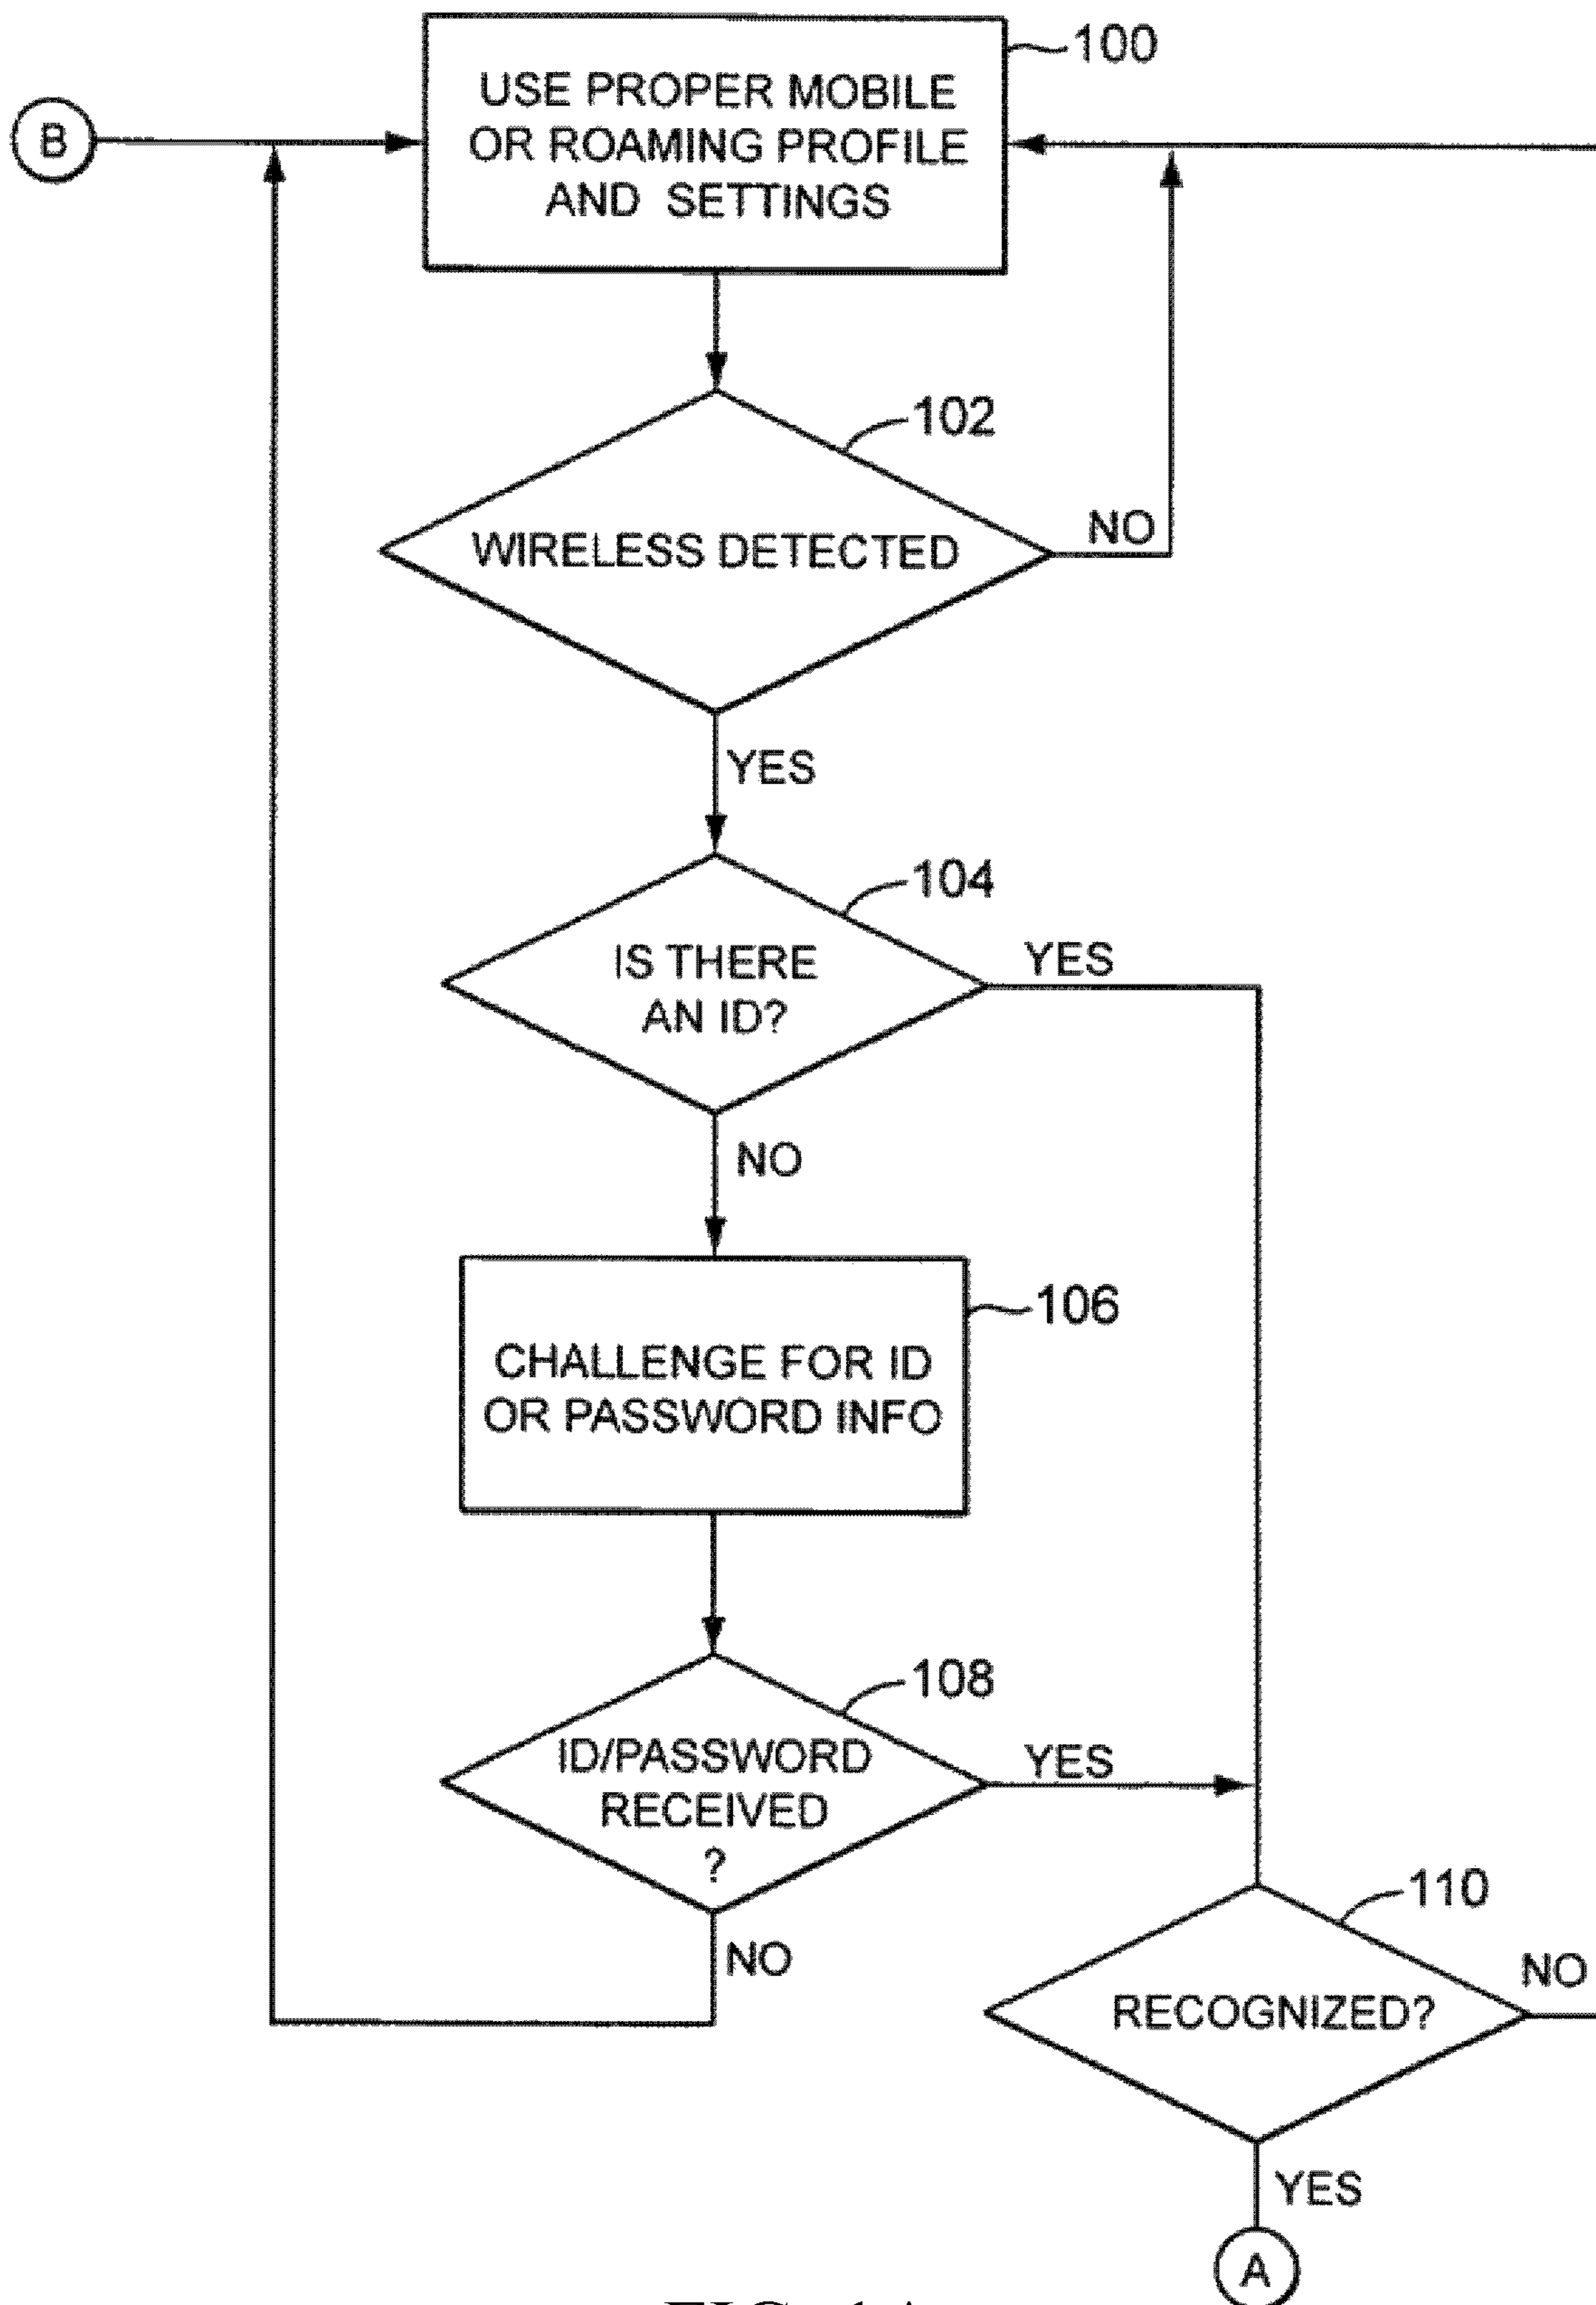 100
USE PROPER MOBILE
OR ROAMING PROFILE
AND SETTINGS
B
102
WIRELESS DETECTED
NO
YES
104
IS THERE
AN ID?
YES
NO
106
CHALLENGE FOR ID
OR PASSWORD INFO
108
ID/PASSWORD
RECEIVED
?
YES
NO
110
RECOGNIZED?
NO
YES
A